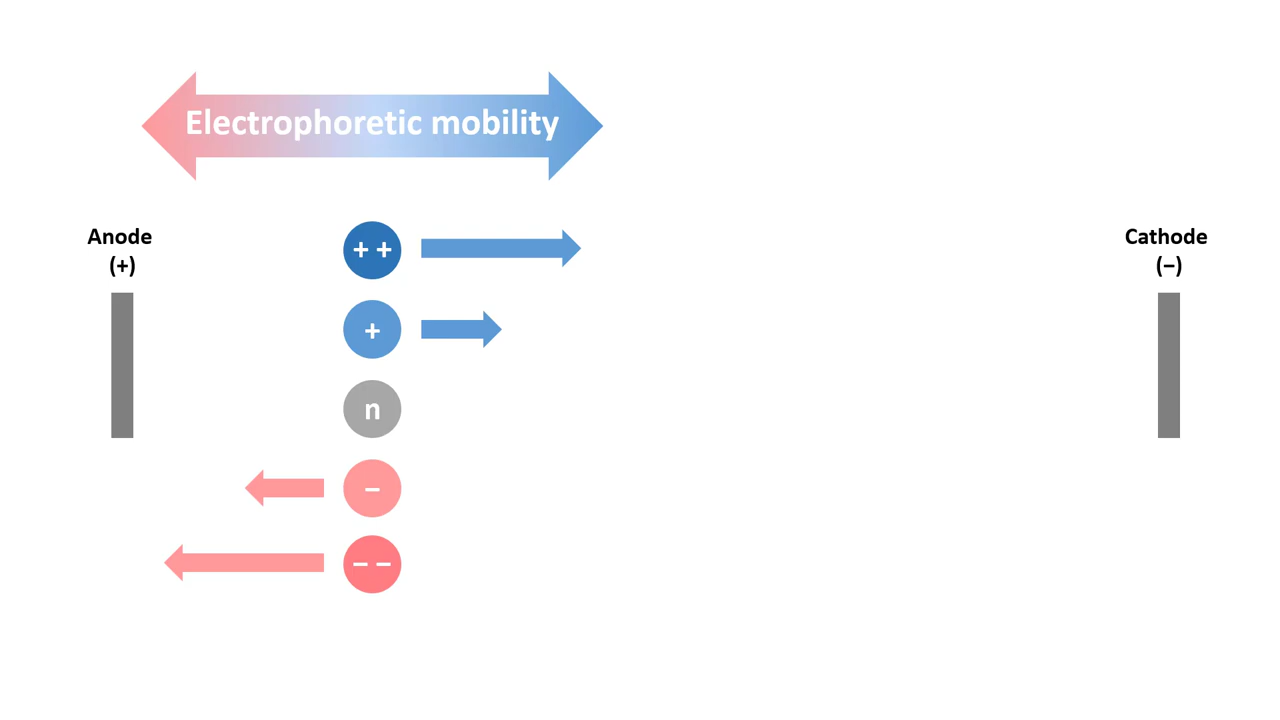 Electrophoretic mobility
Anode
(+)
Cathode
(−)
+ +
+
n
−
− −